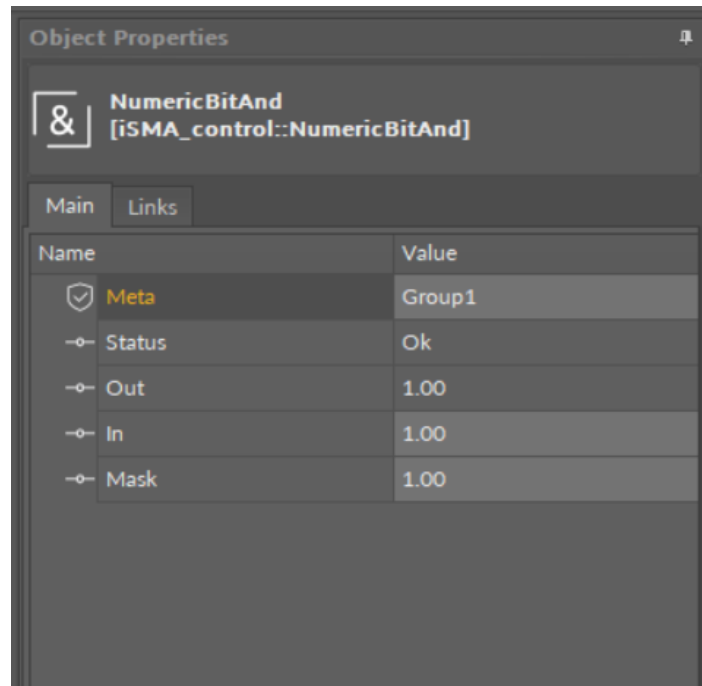 Object Properties
&
NumericBitAnd
[iSMA_control::NumericBitAnd]
Main Links
Name Value
Meta Group1
Status Ok
Out 1.00
In 1.00
Mask 1.00